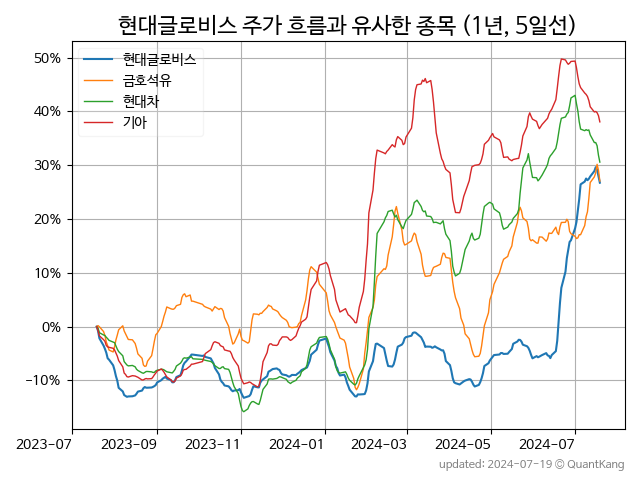 현대글로비스 주가 흐름과 유사한 종목 (1년, 5일선)
50%
40%
30%
20%
10%
0%
−10%
현대글로비스
금호석유
현대차
기아
2023-07
2023-09
2023-11
2024-01
2024-03
2024-05
2024-07
updated: 2024-07-19 © QuantKang